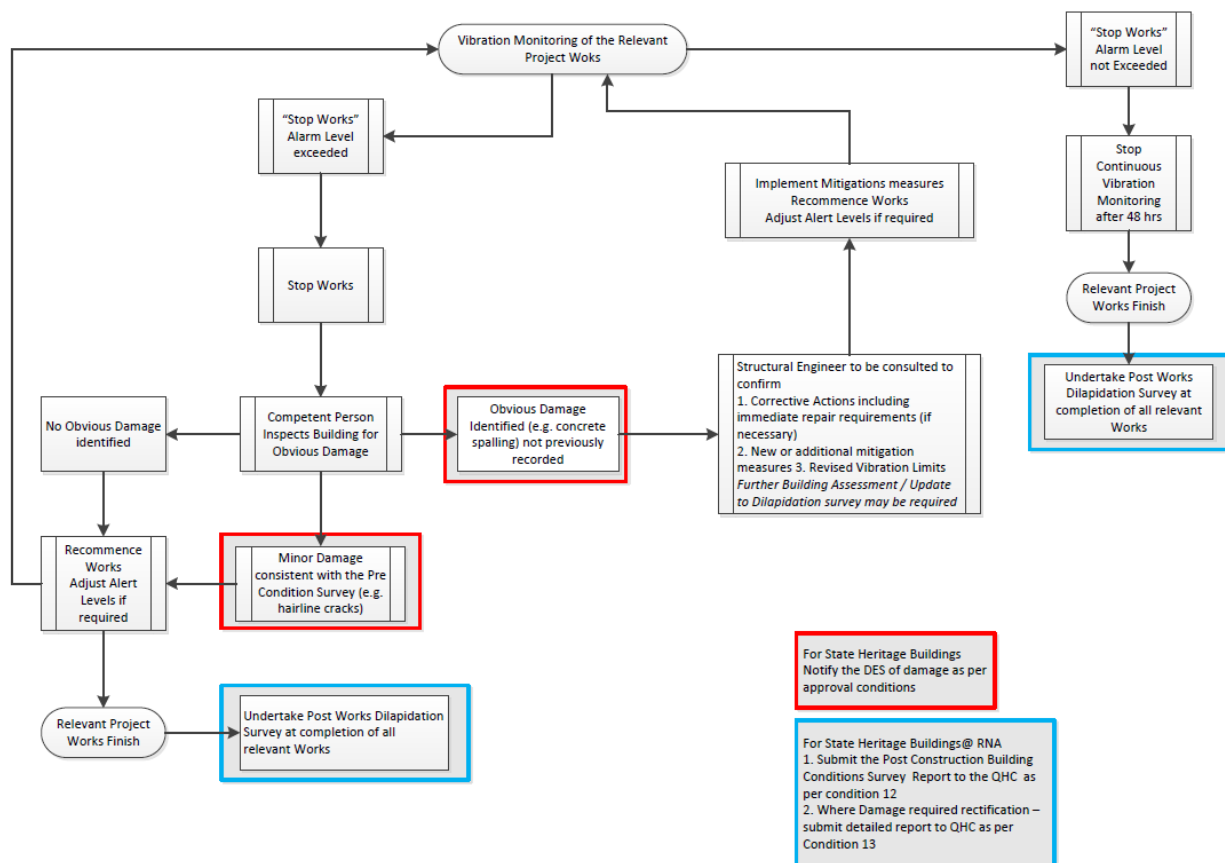 Vibration Monitoring of the Relevant
Project Woks
“Stop Works”
Alarm Level
not Exceeded
“Stop Works”
Alarm Level
exceeded
Stop
Continuous
Vibration
Monitoring
after 48 hrs
Implement Mitigations measures
Recommence Works
Adjust Alert Levels if required
Stop Works
Relevant Project
Works Finish
Undertake Post Works
Dilapidation Survey at
completion of all relevant
Works
No Obvious Damage
identified
Competent Person
Inspects Building for
Obvious Damage
Obvious Damage
Identified (e.g. concrete
spalling) not previously
recorded
Structural Engineer to be consulted to
confirm
1. Corrective Actions including
immediate repair requirements (if
necessary)
2. New or additional mitigation
measures 3. Revised Vibration Limits
Further Building Assessment / Update
to Dilapidation survey may be required
Recommence
Works
Adjust Alert
Levels if
required
Minor Damage
consistent with the Pre
Condition Survey (e.g.
hairline cracks)
For State Heritage Buildings
Notify the DES of damage as per
approval conditions
Relevant Project
Works Finish
Undertake Post Works Dilapidation
Survey at completion of all
relevant Works
For State Heritage Buildings@ RNA
1. Submit the Post Construction Building
Conditions Survey Report to the QHC as
per condition 12
2. Where Damage required rectification –
submit detailed report to QHC as per
Condition 13